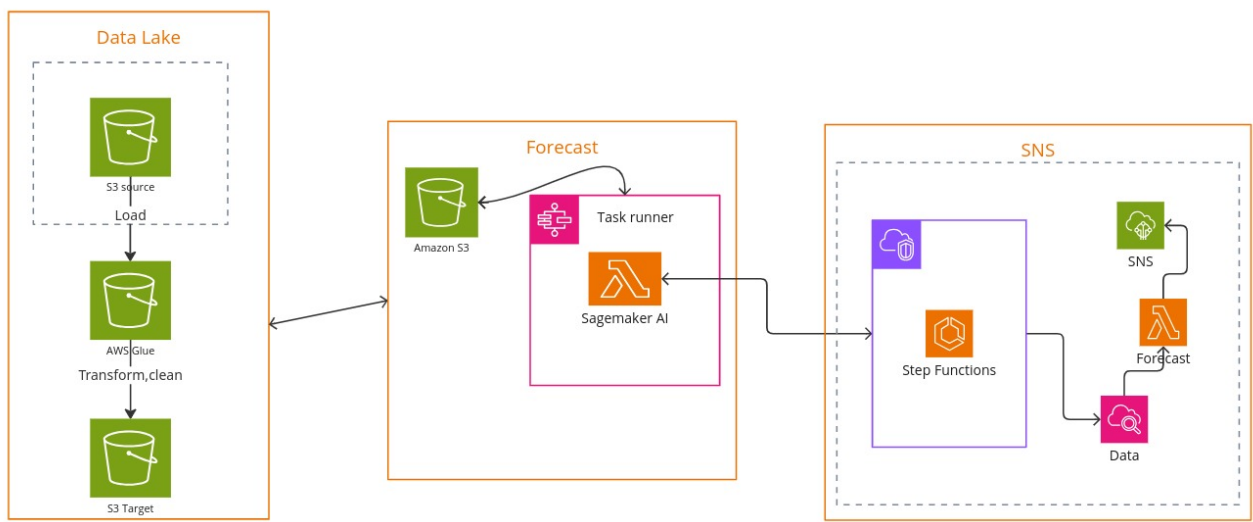 Data Lake
S3 source
Load
AWS Glue
Transform,clean
S3 Target
Forecast
Amazon S3
Task runner
Sagemaker AI
SNS
Step Functions
SNS
Forecast
Data